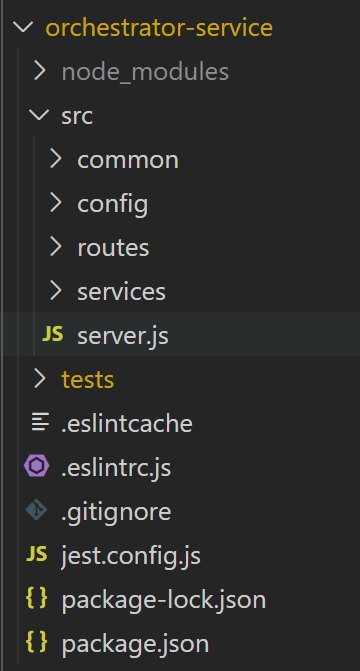 orchestrator-service
node_modules
src
common
config
routes
services
JS server.js
tests
.eslintcache
.eslintrc.js
.gitignore
JS jest.config.js
{} package-lock.json
{} package.json